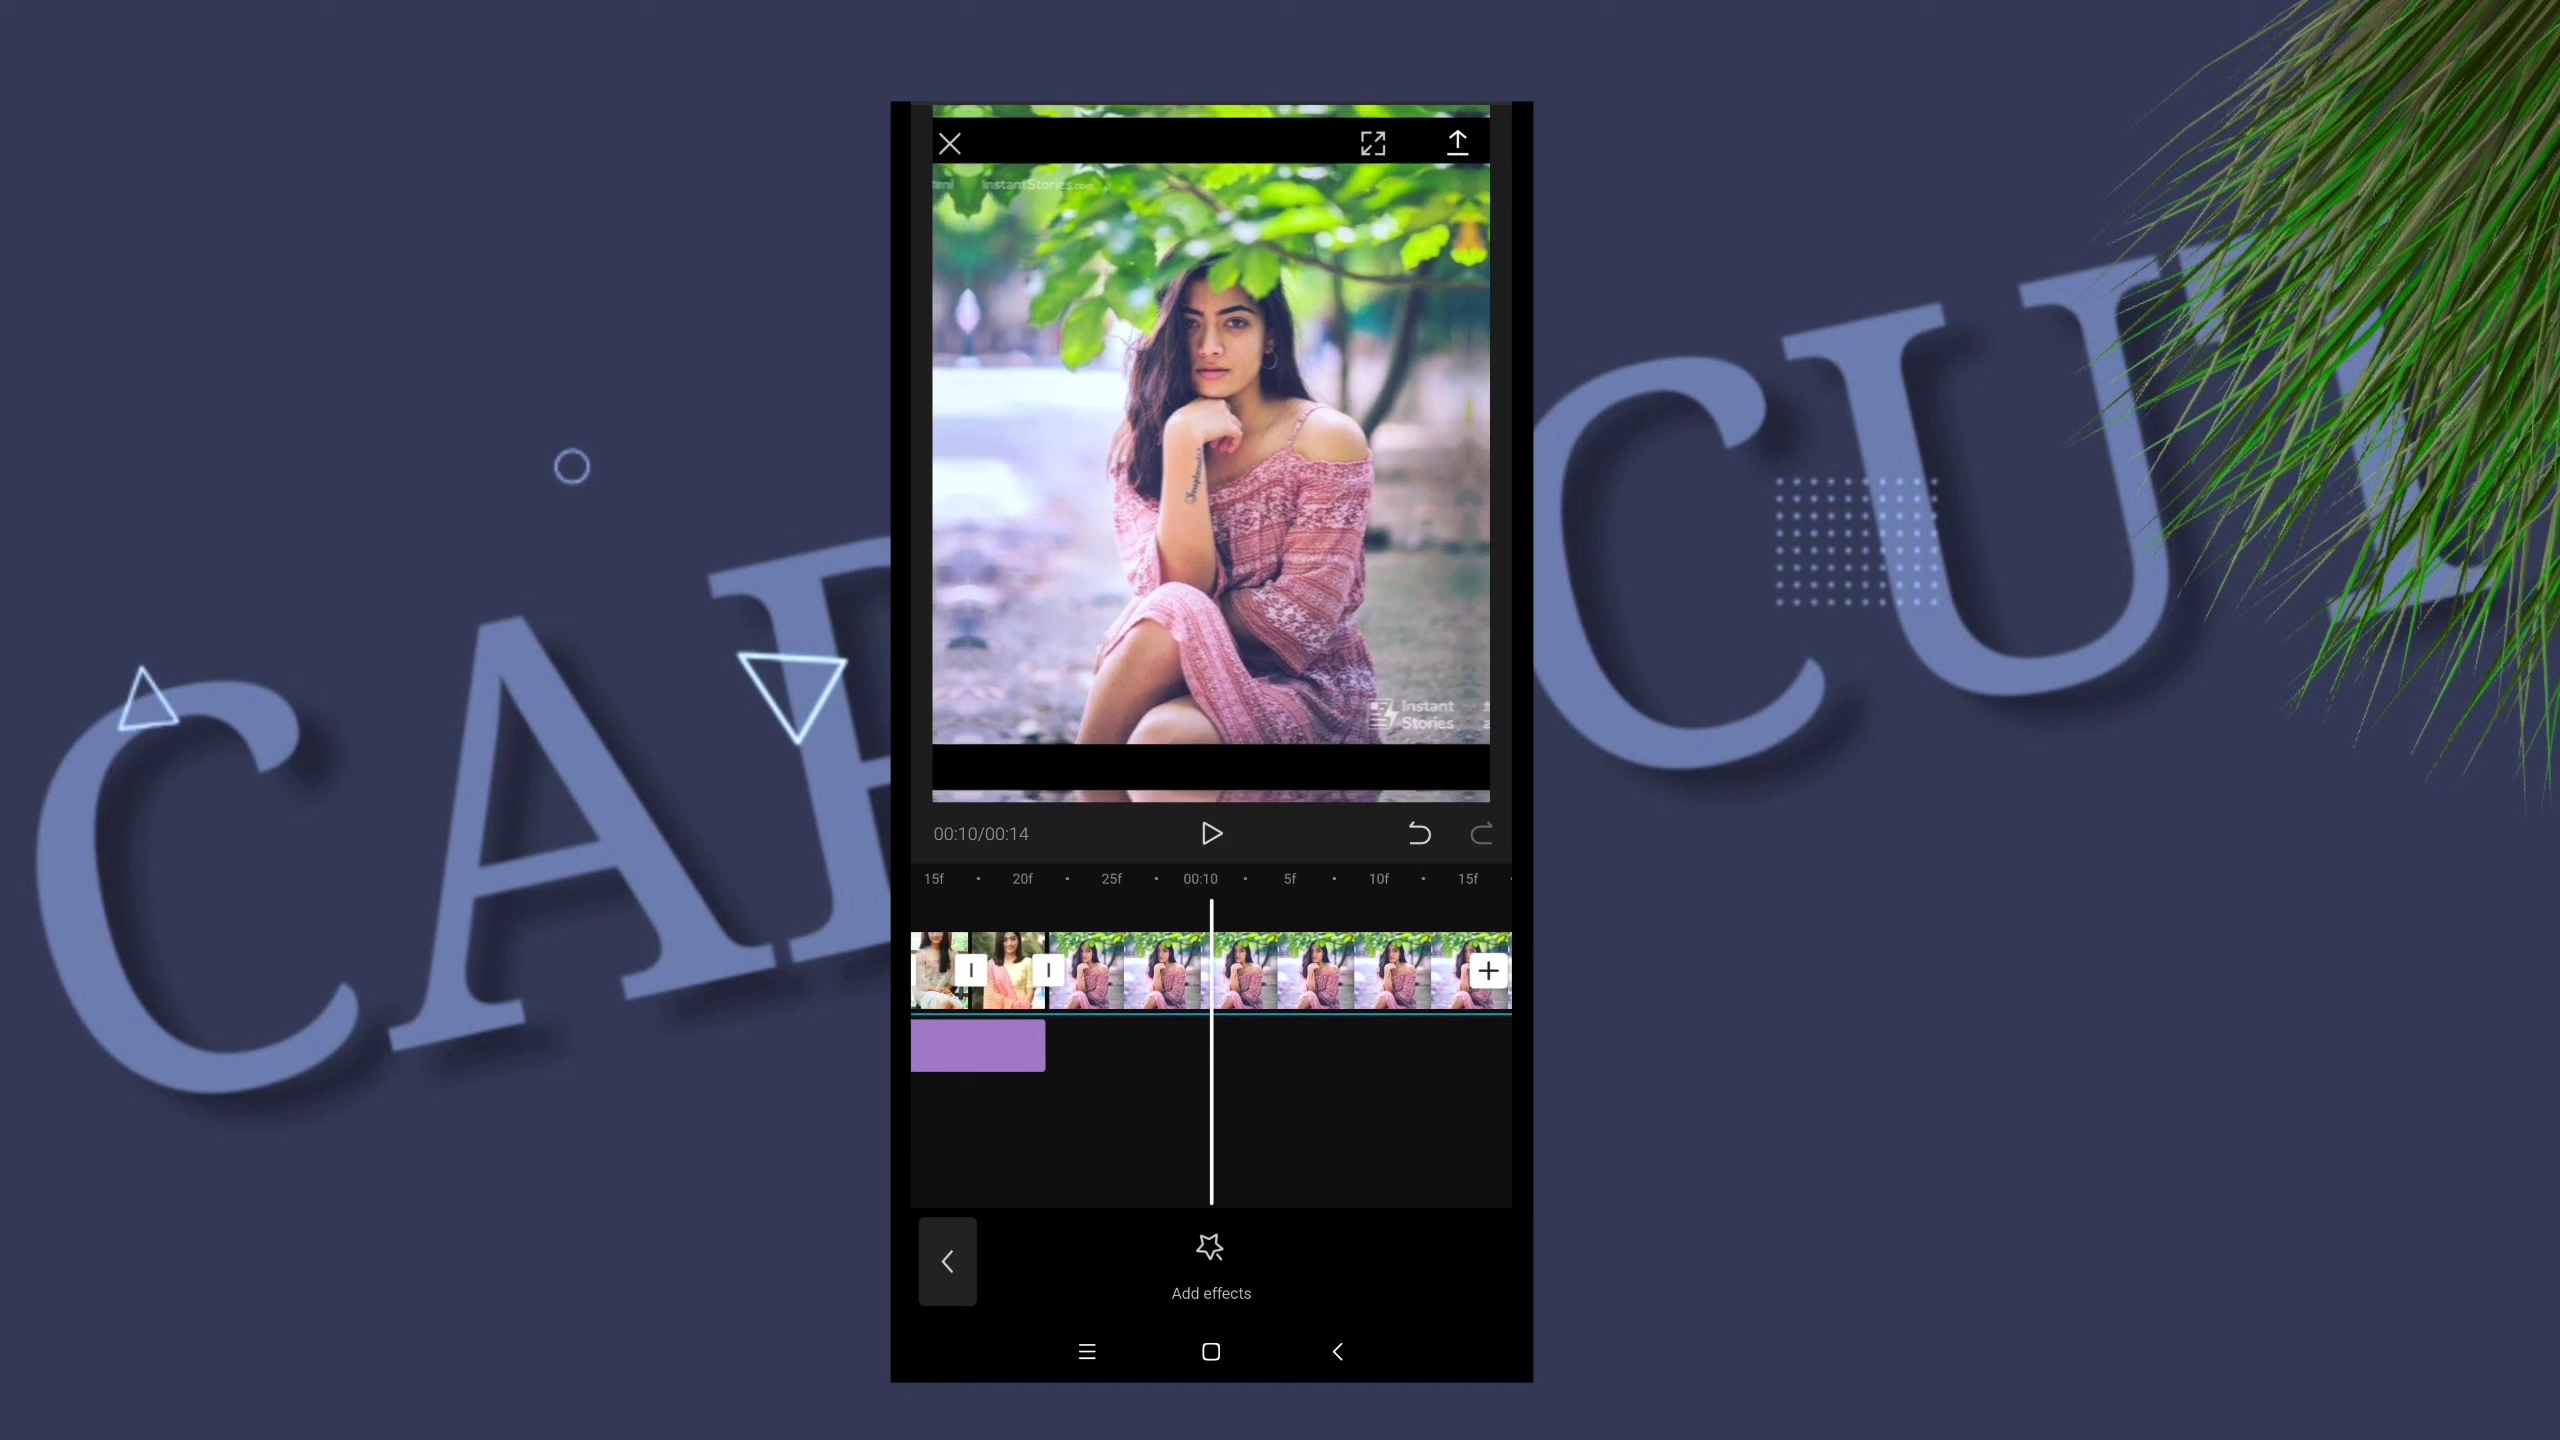 CAP CUT
InstantStories.com
Instant
Stories
00:10/00:14
15f 20f 25f 00:10 5f 10f 15f
Add effects